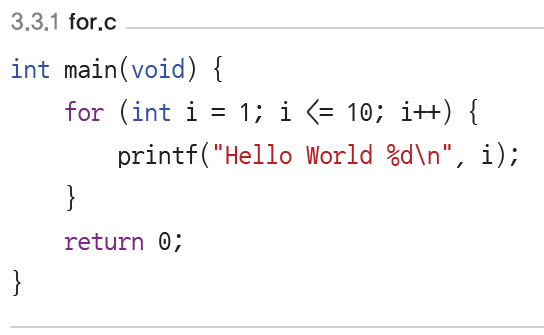 3.3.1 for.c
int main(void) {
    for (int i = 1; i <= 10; i++) {
        printf("Hello World %d\n", i);
    }
    return 0;
}